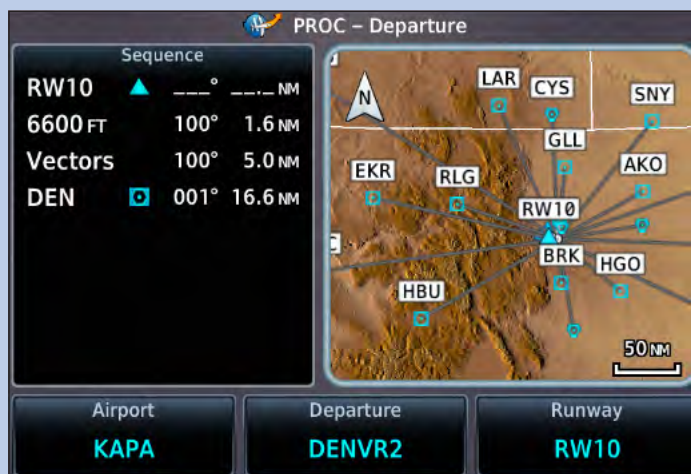 PROC – Departure
Sequence
RW10 ___° __._NM
6600 FT 100° 1.6 NM
Vectors 100° 5.0 NM
DEN 001° 16.6 NM
N
LAR
CYS
SNY
GLL
EKR
RLG
AKO
RW10
C
BRK
HGO
HBU
50 NM
Airport
KAPA
Departure
DENVR2
Runway
RW10